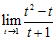 lim t→1 (t² − t)/(t + 1)